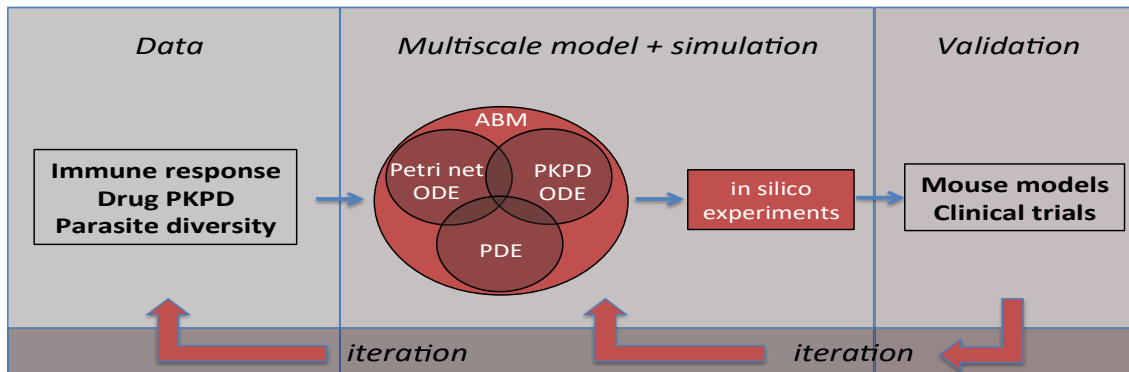 Data
Multiscale model + simulation
Validation
Immune response
Drug PKPD
Parasite diversity
ABM
Petri net
ODE
PKPD
ODE
PDE
in silico
experiments
Mouse models
Clinical trials
iteration
iteration